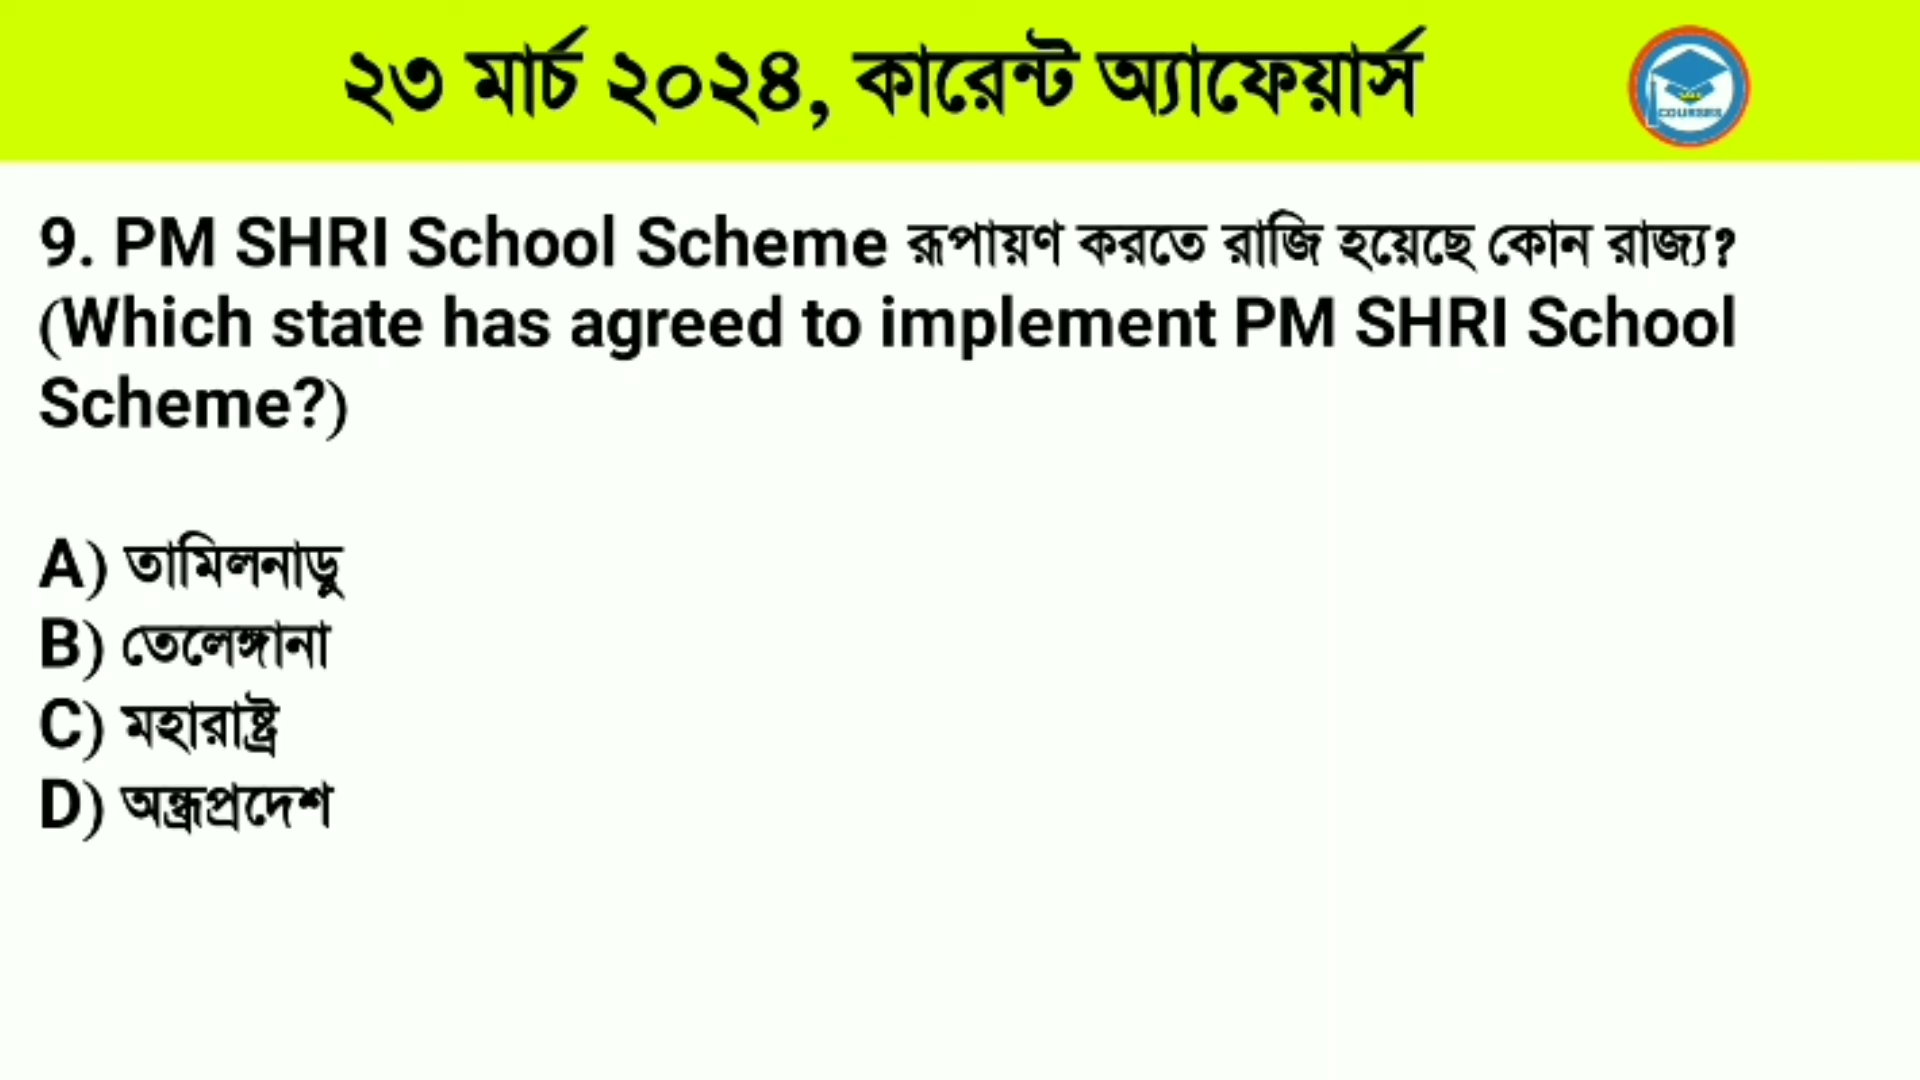 ২৩ মার্চ ২০২৪, কারেন্ট অ্যাফেয়ার্স
COURSES
9. PM SHRI School Scheme রূপায়ণ করতে রাজি হয়েছে কোন রাজ্য?
(Which state has agreed to implement PM SHRI School
Scheme?)
A) তামিলনাড়ু
B) তেলেঙ্গানা
C) মহারাষ্ট্র
D) অন্ধ্রপ্রদেশ